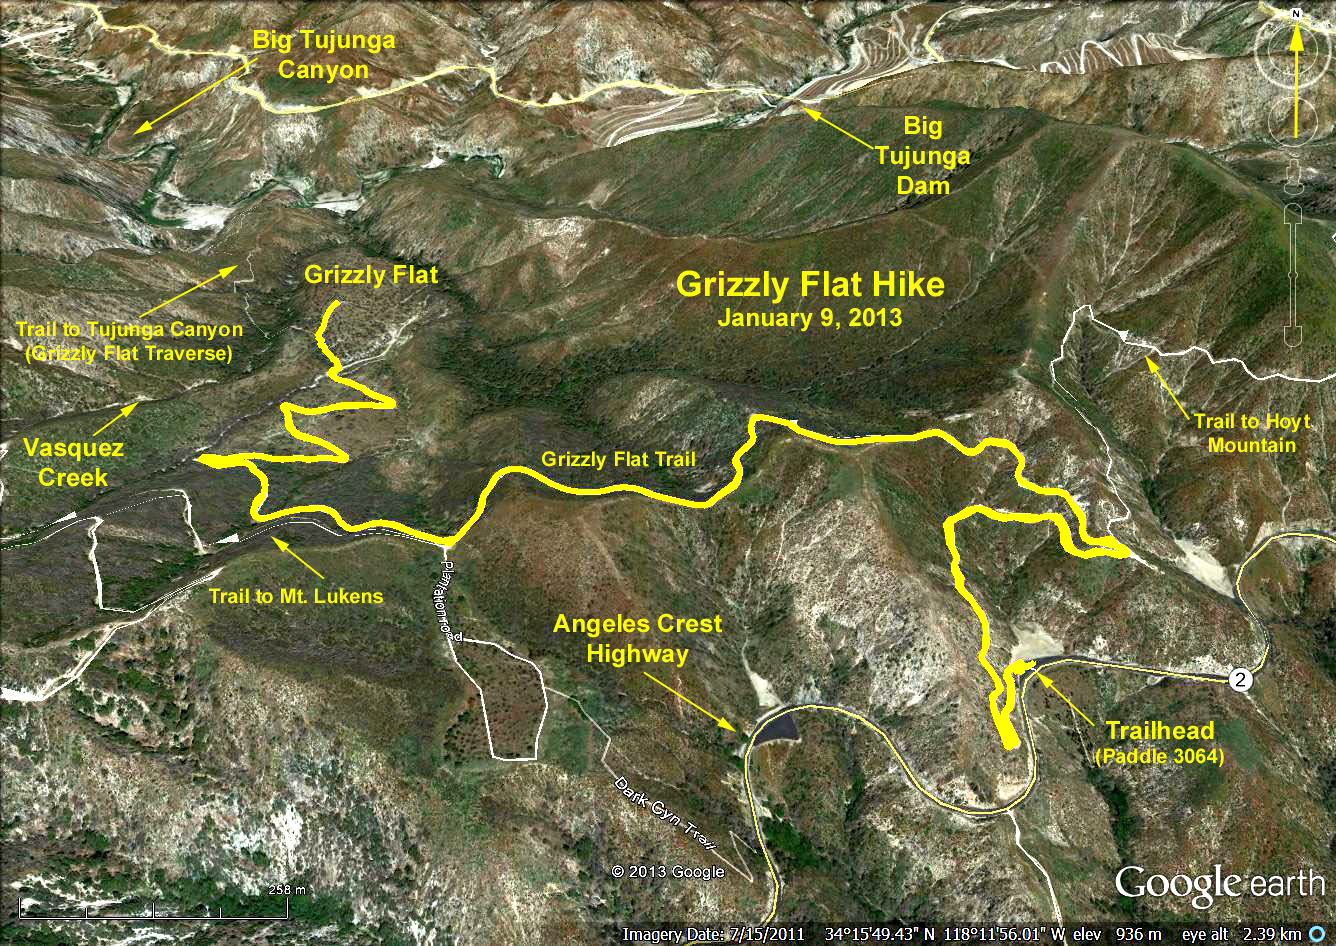 N
Big Tujunga
Canyon
Big
Tujunga
Dam
Grizzly Flat
Grizzly Flat Hike
January 9, 2013
Trail to Tujunga Canyon
(Grizzly Flat Traverse)
Trail to Hoyt
Mountain
Vasquez
Creek
Grizzly Flat Trail
Trail to Mt. Lukens
Plantation road
Angeles Crest
Highway
2
Trailhead
(Paddle 3064)
Dark Cyn Trail
© 2013 Google
Google earth
258 m
Imagery Date: 7/15/2011 34°15'49.43" N 118°11'56.01" W elev 936 m eye alt 2.39 km